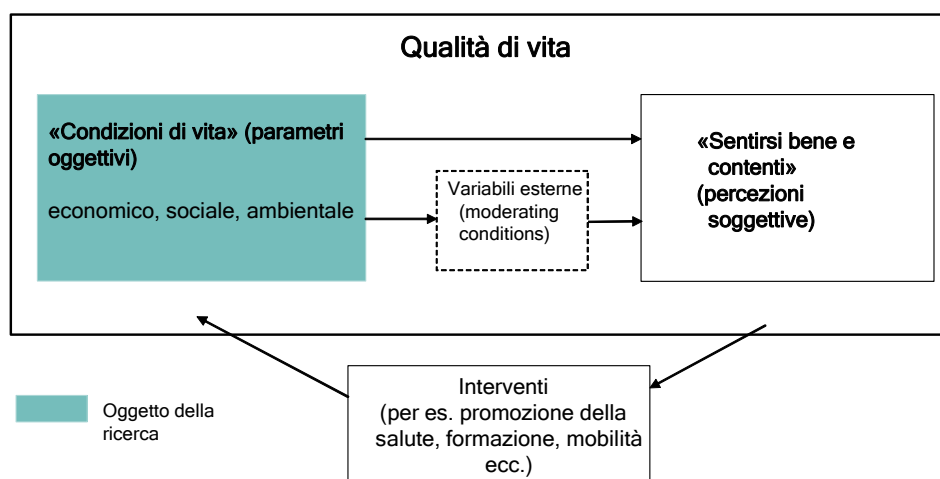 Qualità di vita
«Condizioni di vita» (parametri
oggettivi)
economico, sociale, ambientale
Variabili esterne
(moderating
conditions)
«Sentirsi bene e
contenti»
(percezioni
soggettive)
Interventi
(per es. promozione della
salute, formazione, mobilità
ecc.)
Oggetto della
ricerca